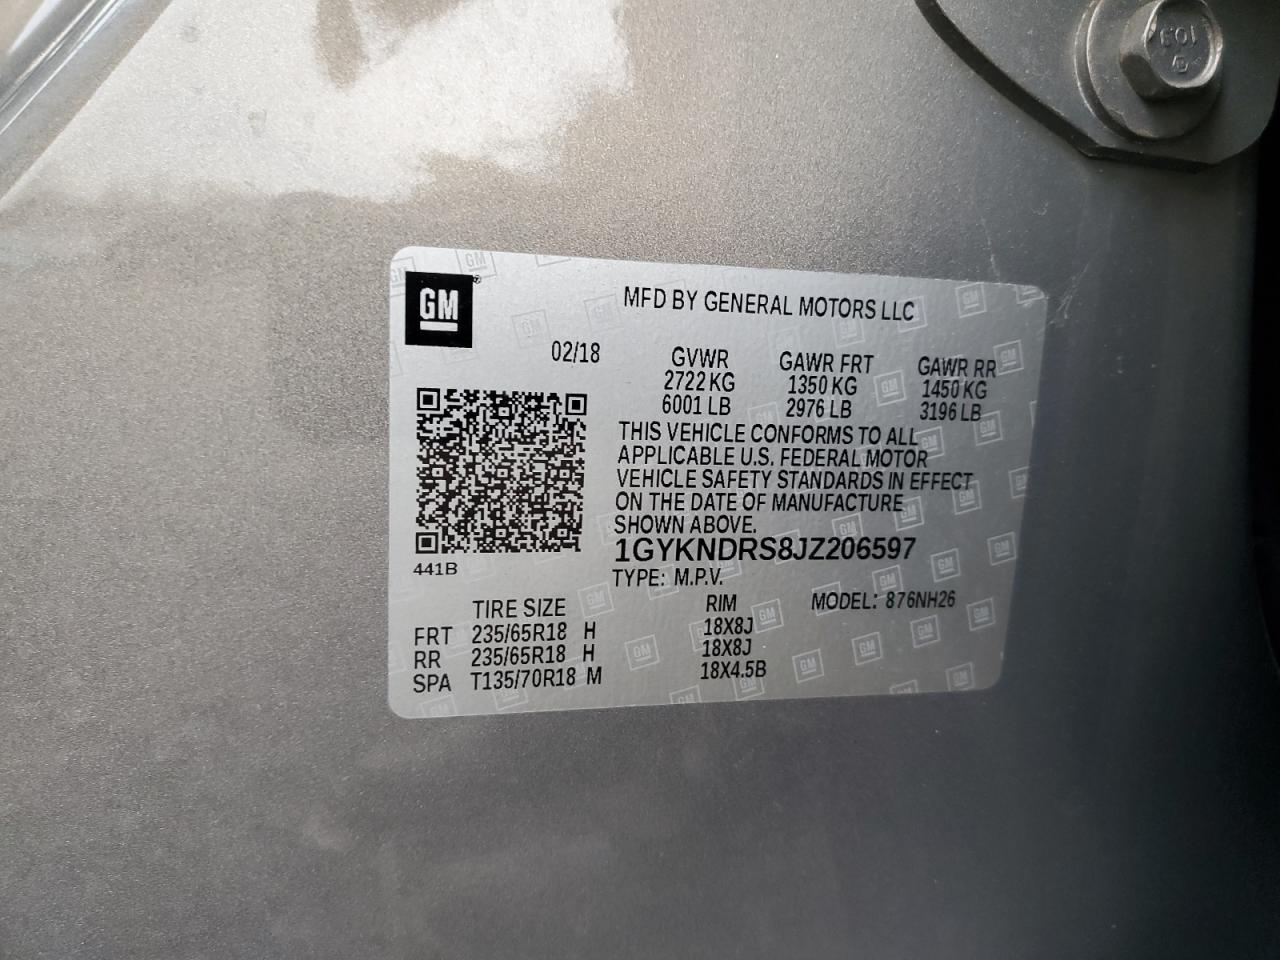 GM
MFD BY GENERAL MOTORS LLC
02/18 GVWR GAWR FRT GAWR RR
2722 KG 1350 KG 1450 KG
6001 LB 2976 LB 3196 LB
THIS VEHICLE CONFORMS TO ALL
APPLICABLE U.S. FEDERAL MOTOR
VEHICLE SAFETY STANDARDS IN EFFECT
ON THE DATE OF MANUFACTURE
SHOWN ABOVE.
1GYKNDRS8JZ206597
441B
TYPE: M.P.V.
TIRE SIZE RIM MODEL: 876NH26
FRT 235/65R18 H 18X8J
RR 235/65R18 H 18X8J
SPA T135/70R18 M 18X4.5B
10.9